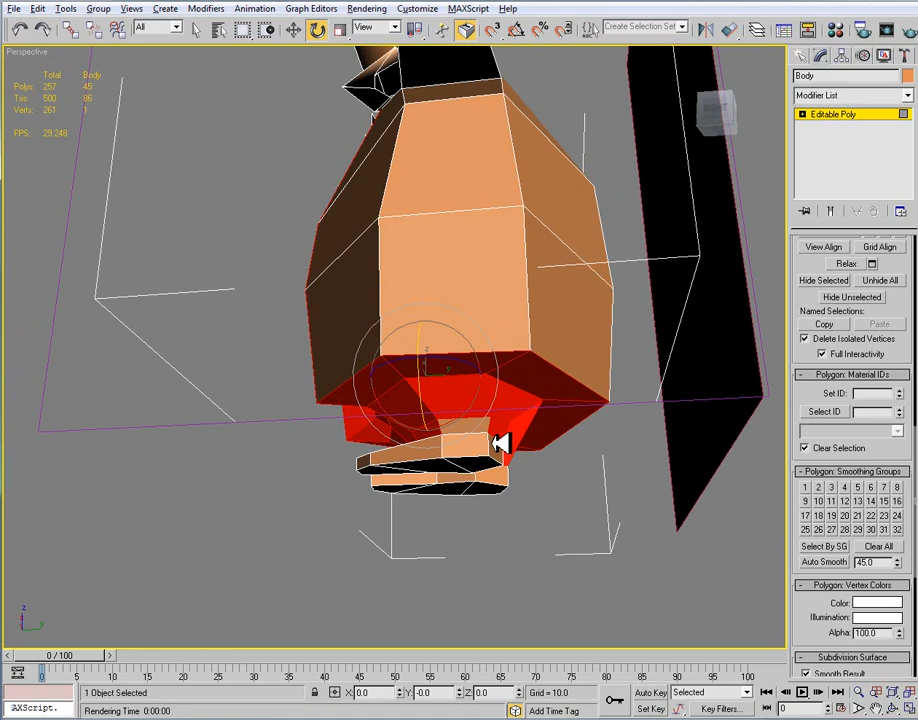 File Edit Tools Group Views Create Modifiers Animation Graph Editors Rendering Customize MAXScript Help
All View 3 Create Selection Set
Perspective
Total Body
Polys: 257 45
Tris: 500 86
Verts: 261 1
FPS: 29.248
Body
Modifier List
Editable Poly
View Align Grid Align
Relax
Hide Selected Unhide All
Hide Unselected
Named Selections:
Copy Paste
Delete Isolated Vertices
Full Interactivity
- Polygon: Material IDs
Set ID:
Select ID
Clear Selection
- Polygon: Smoothing Groups
1 2 3 4 5 6 7 8
9 10 11 12 13 14 15 16
17 18 19 20 21 22 23 24
25 26 27 28 29 30 31 32
Select By SG Clear All
Auto Smooth 45.0
- Polygon: Vertex Colors
Color:
Illumination:
Alpha: 100.0
- Subdivision Surface
Smooth Result
z
y
z
y
< 0 / 100 >
0 5 10 15 20 25 30 35 40 45 50 55 60 65 70 75 80 85 90 95 100
1 Object Selected X: 0.0 Y: -0.0 Z: 0.0 Grid = 10.0 Auto Key Selected
AXScript. Rendering Time 0:00:00 Add Time Tag Set Key Key Filters... 0